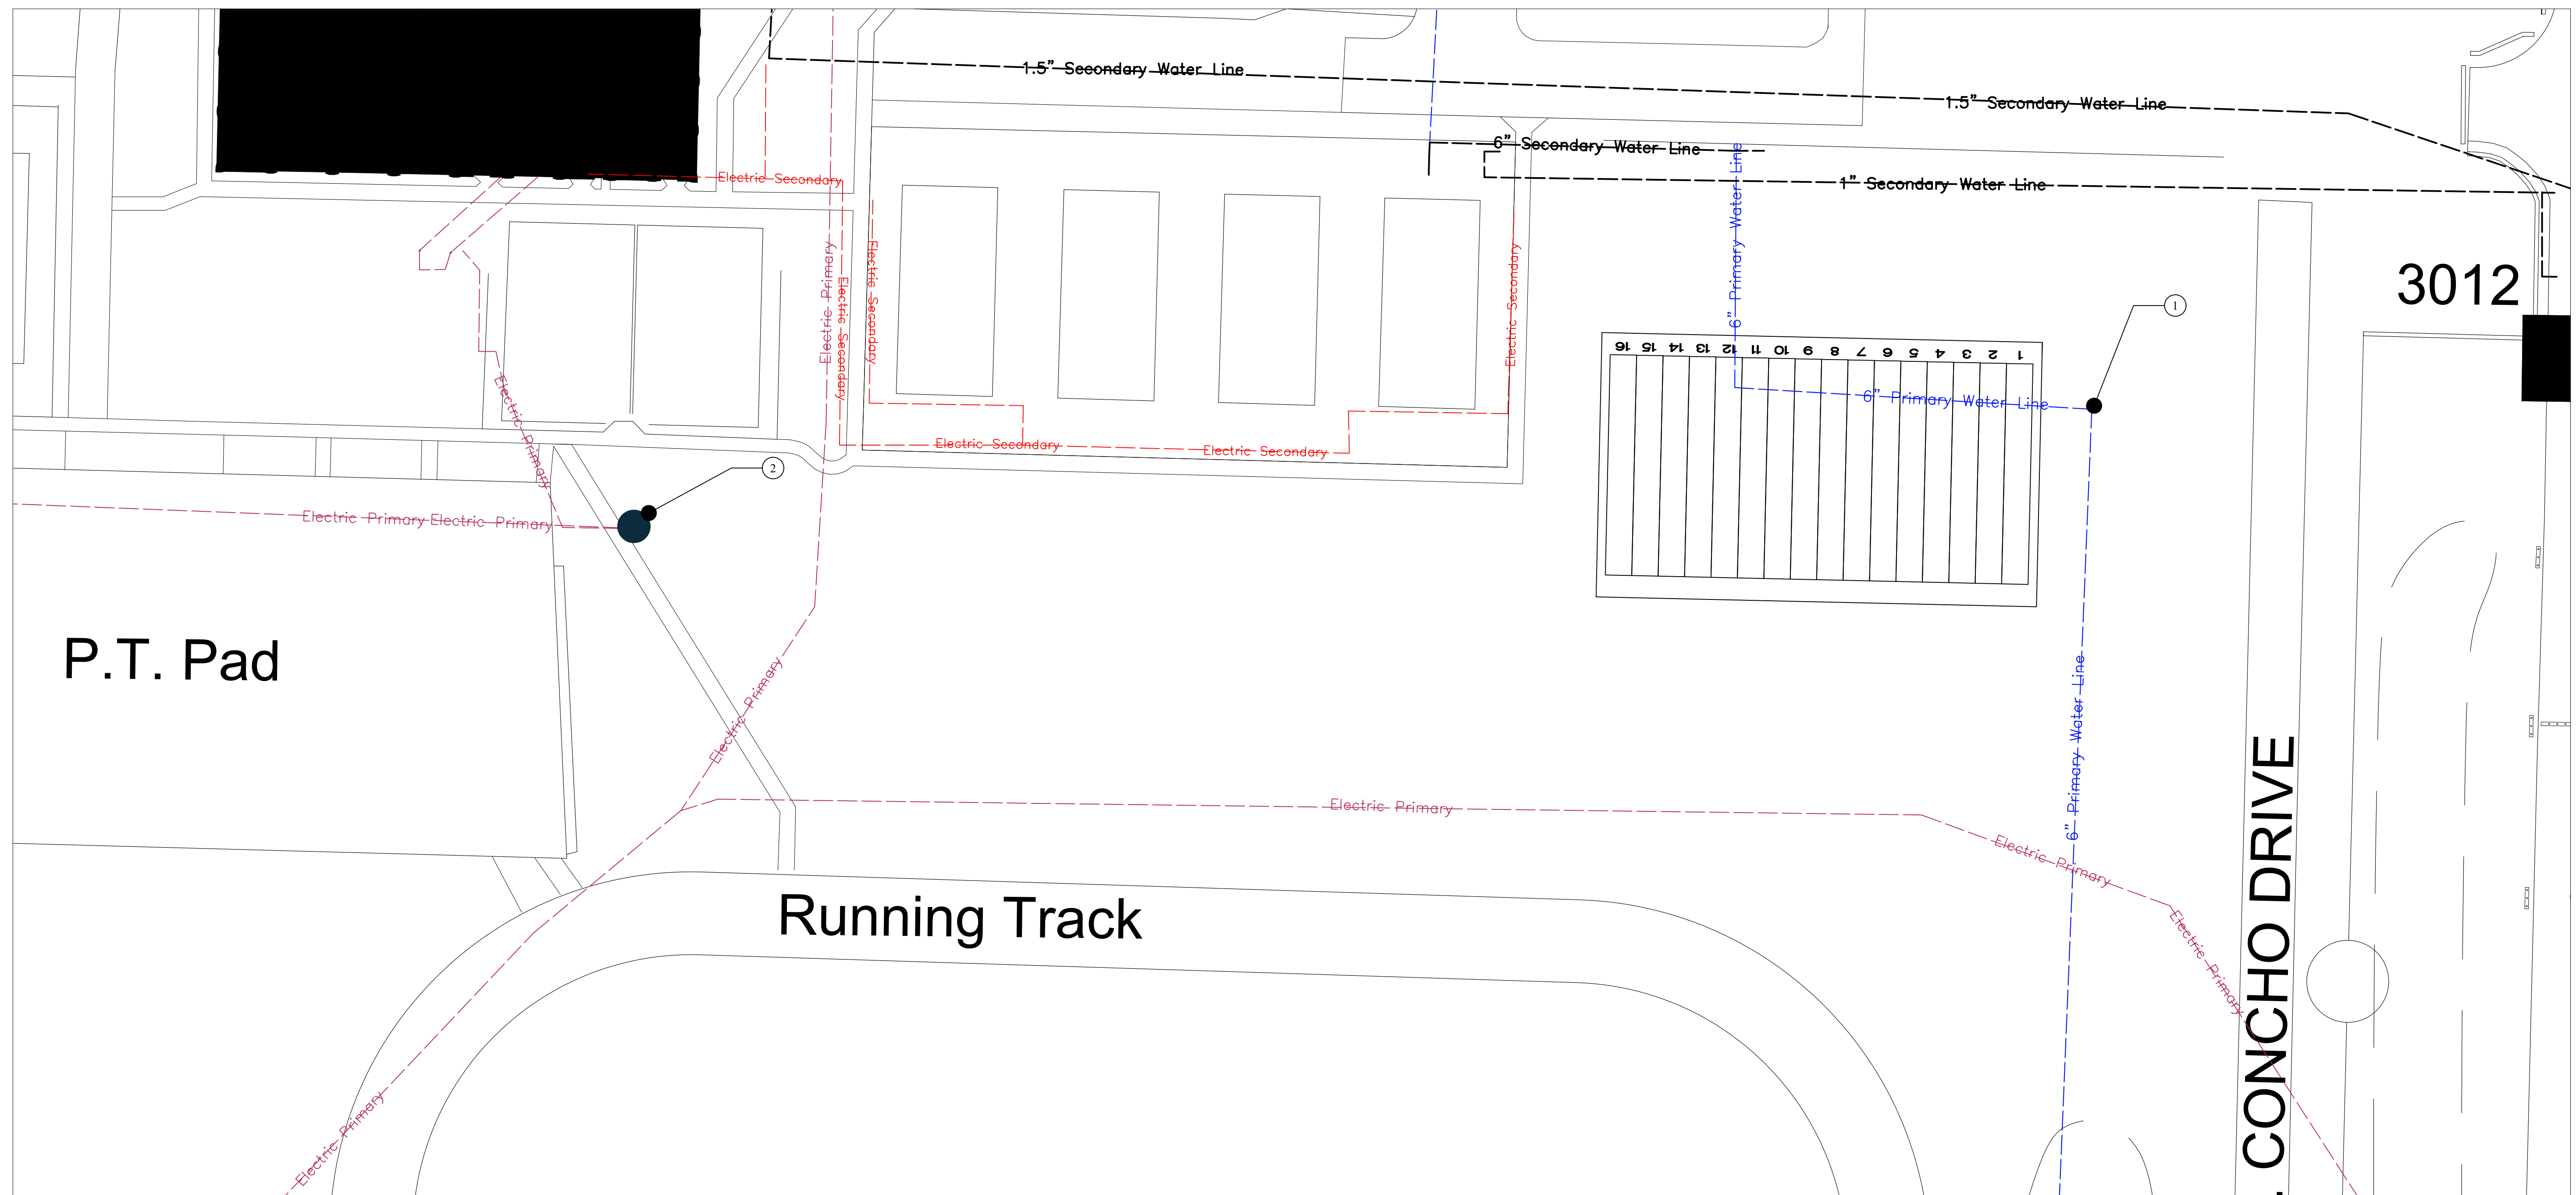 1.5” Secondary Water Line
1.5” Secondary Water Line
6” Secondary Water Line
1” Secondary Water Line
Electric Secondary
Electric Primary
Electric Secondary
Electric Secondary
Electric Secondary
6” Primary Water Line
3012
1
16 15 14 13 12 11 10 9 8 7 6 5 4 3 2 1
6” Primary Water Line
Electric Primary
Electric Secondary
Electric Secondary
2
Electric Primary Electric Primary
P.T. Pad
Electric Primary
6” Primary Water Line
Electric Primary
Electric Primary
Running Track
Electric Primary
CONCHO DRIVE
Electric Primary